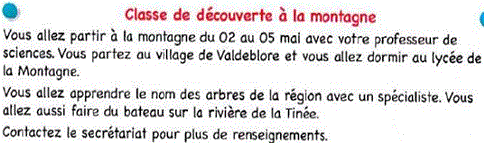 Classe de découverte à la montagne
Vous allez partir à la montagne du 02 au 05 mai avec votre professeur de
sciences. Vous partez au village de Valdeblore et vous allez dormir au lycée de
la Montagne.
Vous allez apprendre le nom des arbres de la région avec un spécialiste. Vous
allez aussi faire du bateau sur la rivière de la Tinée.
Contactez le secrétariat pour plus de renseignements.